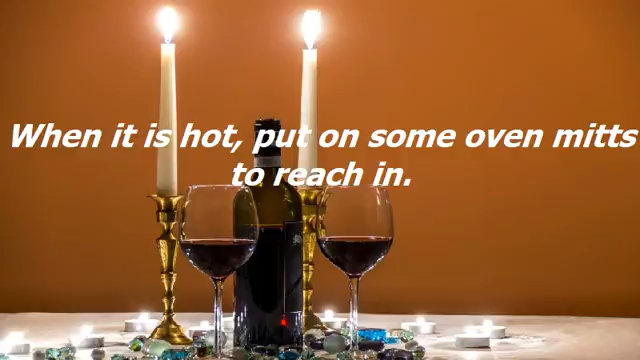 When it is hot, put on some oven mitts
to reach in.